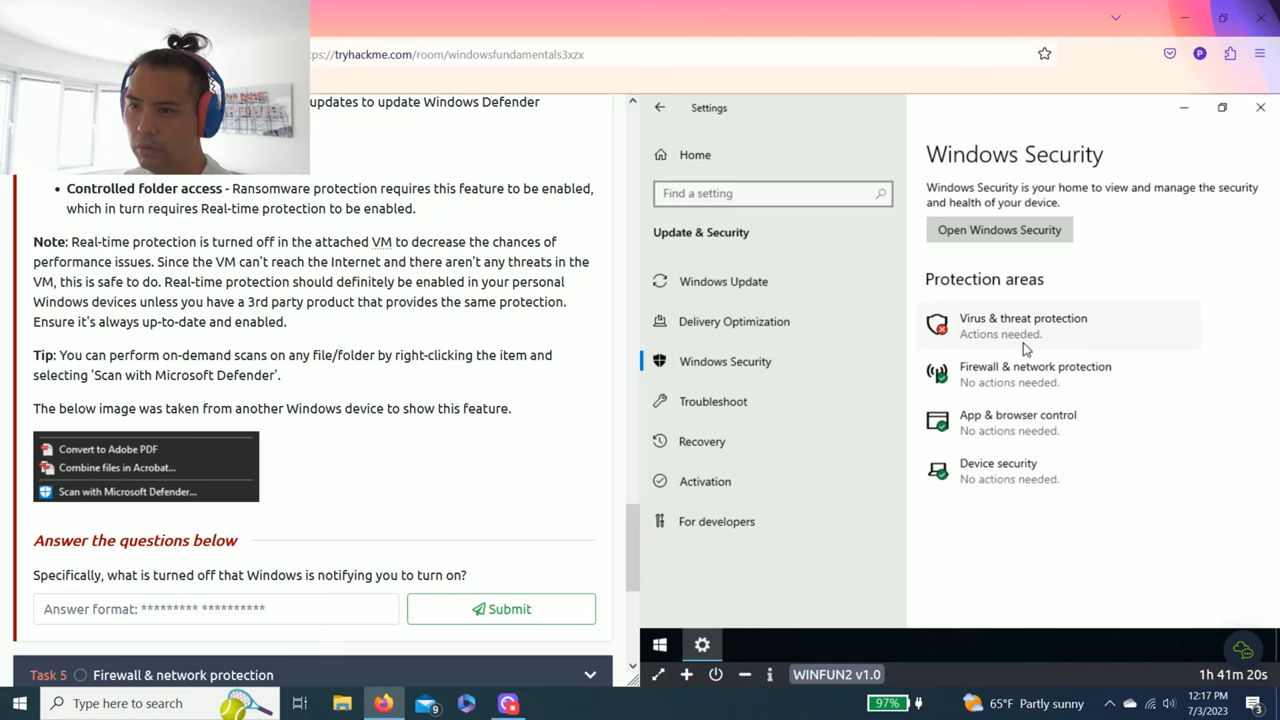 tps://tryhackme.com/room/windowsfundamentals3xzx
updates to update Windows Defender
• Controlled folder access - Ransomware protection requires this feature to be enabled,
which in turn requires Real-time protection to be enabled.
Note: Real-time protection is turned off in the attached VM to decrease the chances of
performance issues. Since the VM can't reach the Internet and there aren't any threats in the
VM, this is safe to do. Real-time protection should definitely be enabled in your personal
Windows devices unless you have a 3rd party product that provides the same protection.
Ensure it's always up-to-date and enabled.
Tip: You can perform on-demand scans on any file/folder by right-clicking the item and
selecting 'Scan with Microsoft Defender'.
The below image was taken from another Windows device to show this feature.
Convert to Adobe PDF
Combine files in Acrobat...
Scan with Microsoft Defender...
Answer the questions below
Specifically, what is turned off that Windows is notifying you to turn on?
Answer format: ********* **********
Submit
Task 5 Firewall & network protection
Settings
Home
Find a setting
Update & Security
Windows Update
Delivery Optimization
Windows Security
Troubleshoot
Recovery
Activation
For developers
Windows Security
Windows Security is your home to view and manage the security
and health of your device.
Open Windows Security
Protection areas
Virus & threat protection
Actions needed.
Firewall & network protection
No actions needed.
App & browser control
No actions needed.
Device security
No actions needed.
WINFUN2 v1.0
1h 41m 20s
Type here to search
9
97%
65°F Partly sunny
12:17 PM
7/3/2023
3
P